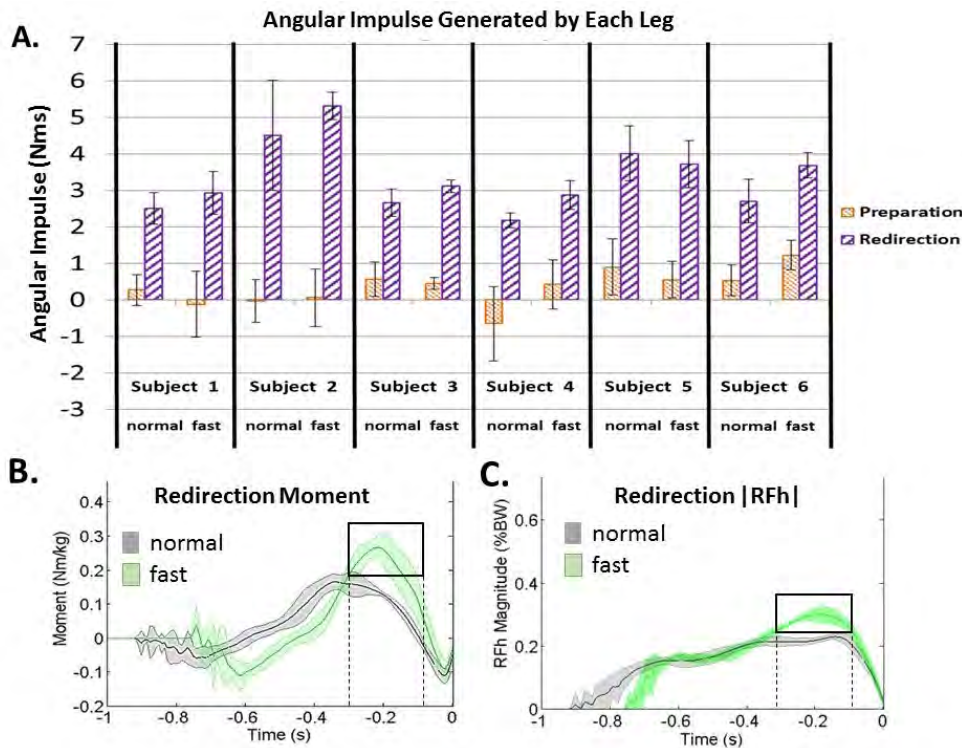 Angular Impulse Generated by Each Leg
A.
7
6
5
4
3
2
1
0
-1
-2
-3
Angular Impulse (Nms)
Preparation
Redirection
Subject 1 Subject 2 Subject 3 Subject 4 Subject 5 Subject 6
normal fast normal fast normal fast normal fast normal fast normal fast
B.
Redirection Moment
normal
fast
0.4
0.3
0.2
0.1
0
-0.1
-0.2
Moment (Nm/kg)
-1 -0.8 -0.6 -0.4 -0.2 0
Time (s)
C.
Redirection |RFh|
normal
fast
0.6
0.4
0.2
0
RFh Magnitude (%BW)
-1 -0.8 -0.6 -0.4 -0.2 0
Time (s)